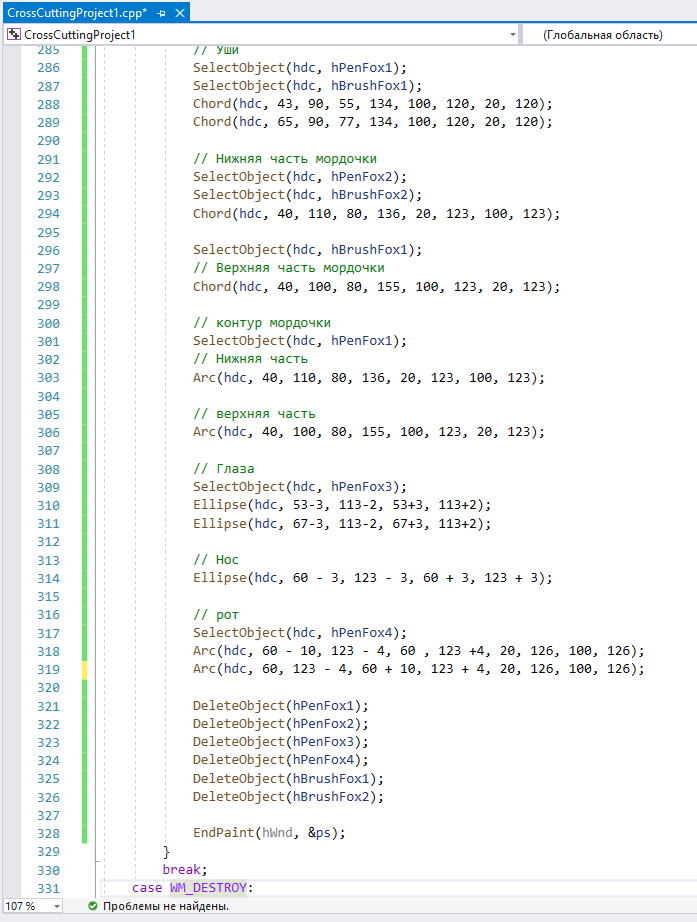 CrossCuttingProject1.cpp*
CrossCuttingProject1 (Глобальная область)
285 // Уши
286 SelectObject(hdc, hPenFox1);
287 SelectObject(hdc, hBrushFox1);
288 Chord(hdc, 43, 90, 55, 134, 100, 120, 20, 120);
289 Chord(hdc, 65, 90, 77, 134, 100, 120, 20, 120);
290
291 // Нижняя часть мордочки
292 SelectObject(hdc, hPenFox2);
293 SelectObject(hdc, hBrushFox2);
294 Chord(hdc, 40, 110, 80, 136, 20, 123, 100, 123);
295
296 SelectObject(hdc, hBrushFox1);
297 // Верхняя часть мордочки
298 Chord(hdc, 40, 100, 80, 155, 100, 123, 20, 123);
299
300 // контур мордочки
301 SelectObject(hdc, hPenFox1);
302 // Нижняя часть
303 Arc(hdc, 40, 110, 80, 136, 20, 123, 100, 123);
304
305 // верхняя часть
306 Arc(hdc, 40, 100, 80, 155, 100, 123, 20, 123);
307
308 // Глаза
309 SelectObject(hdc, hPenFox3);
310 Ellipse(hdc, 53-3, 113-2, 53+3, 113+2);
311 Ellipse(hdc, 67-3, 113-2, 67+3, 113+2);
312
313 // Нос
314 Ellipse(hdc, 60 - 3, 123 - 3, 60 + 3, 123 + 3);
315
316 // рот
317 SelectObject(hdc, hPenFox4);
318 Arc(hdc, 60 - 10, 123 - 4, 60 , 123 +4, 20, 126, 100, 126);
319 Arc(hdc, 60, 123 - 4, 60 + 10, 123 + 4, 20, 126, 100, 126);
320
321 DeleteObject(hPenFox1);
322 DeleteObject(hPenFox2);
323 DeleteObject(hPenFox3);
324 DeleteObject(hPenFox4);
325 DeleteObject(hBrushFox1);
326 DeleteObject(hBrushFox2);
327
328 EndPaint(hWnd, &ps);
329 }
330 break;
331 case WM_DESTROY:
107 % Проблемы не найдены.